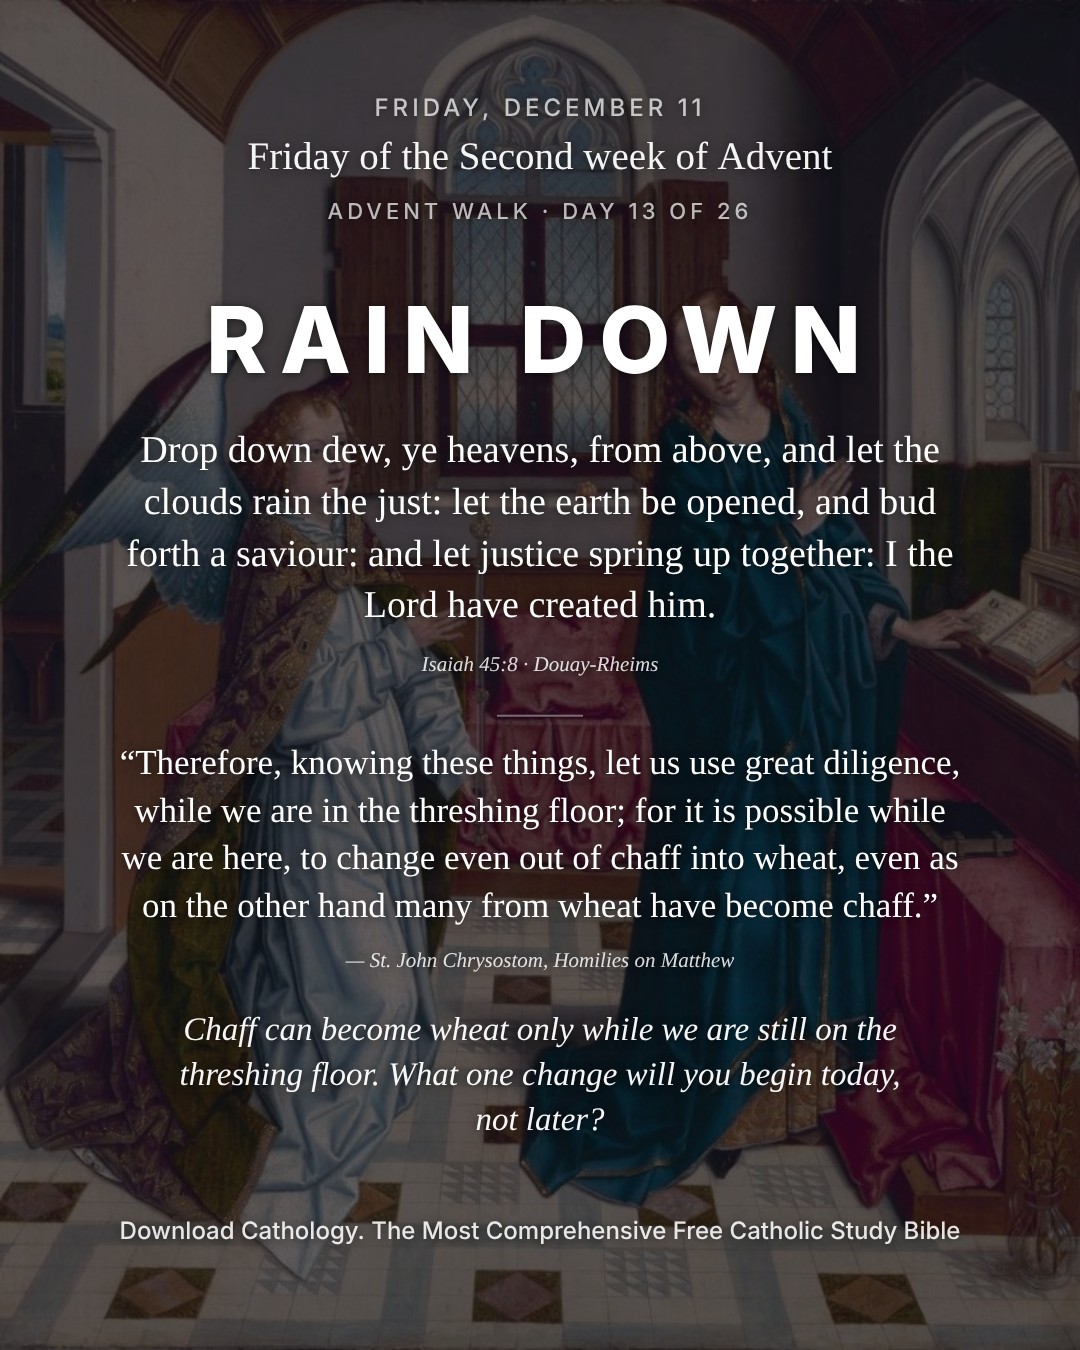 FRIDAY, DECEMBER 11
Friday of the Second week of Advent
ADVENT WALK · DAY 13 OF 26
RAIN DOWN
Drop down dew, ye heavens, from above, and let the
clouds rain the just: let the earth be opened, and bud
forth a saviour: and let justice spring up together: I the
Lord have created him.
Isaiah 45:8 · Douay-Rheims
“Therefore, knowing these things, let us use great diligence,
while we are in the threshing floor; for it is possible while
we are here, to change even out of chaff into wheat, even as
on the other hand many from wheat have become chaff.”
— St. John Chrysostom, Homilies on Matthew
Chaff can become wheat only while we are still on the
threshing floor. What one change will you begin today,
not later?
Download Cathology. The Most Comprehensive Free Catholic Study Bible